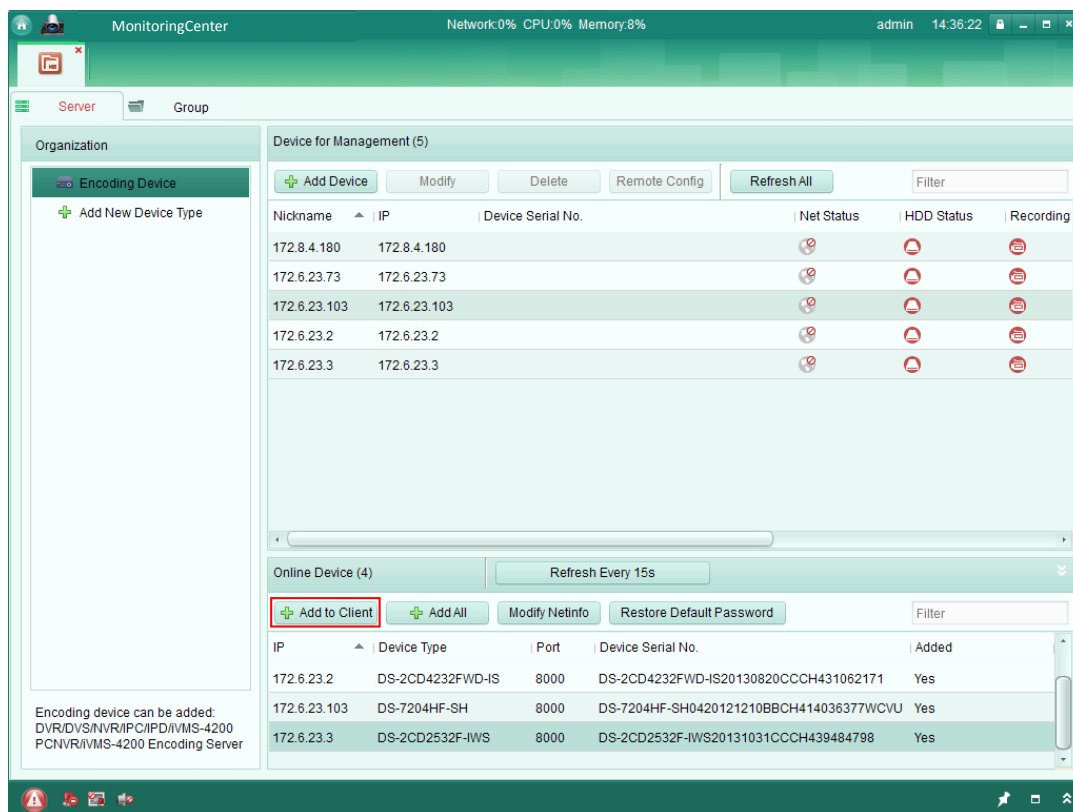 MonitoringCenter Network:0% CPU:0% Memory:8% admin 14:36:22
Server Group
Organization
Encoding Device
Add New Device Type
Encoding device can be added:
DVR/DVS/NVR/IPC/IPD/iVMS-4200
PCNVR/iVMS-4200 Encoding Server
Device for Management (5)
Add Device Modify Delete Remote Config Refresh All Filter
Nickname IP Device Serial No. Net Status HDD Status Recording
172.8.4.180 172.8.4.180
172.6.23.73 172.6.23.73
172.6.23.103 172.6.23.103
172.6.23.2 172.6.23.2
172.6.23.3 172.6.23.3
Online Device (4) Refresh Every 15s
Add to Client Add All Modify Netinfo Restore Default Password Filter
IP Device Type Port Device Serial No. Added
172.6.23.2 DS-2CD4232FWD-IS 8000 DS-2CD4232FWD-IS20130820CCCH431062171 Yes
172.6.23.103 DS-7204HF-SH 8000 DS-7204HF-SH0420121210BBCH414036377WCVU Yes
172.6.23.3 DS-2CD2532F-IWS 8000 DS-2CD2532F-IWS20131031CCCH439484798 Yes